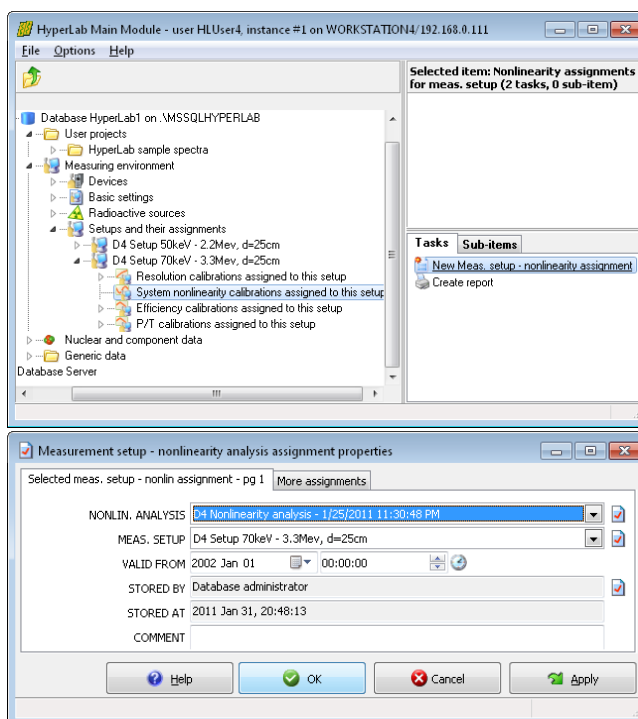 HyperLab Main Module - user HLUser4, instance #1 on WORKSTATION4/192.168.0.111
File Options Help
Selected item: Nonlinearity assignments
for meas. setup (2 tasks, 0 sub-item)
Database HyperLab1 on .\MSSQLHYPERLAB
User projects
HyperLab sample spectra
Measuring environment
Devices
Basic settings
Radioactive sources
Setups and their assignments
D4 Setup 50keV - 2.2Mev, d=25cm
D4 Setup 70keV - 3.3Mev, d=25cm
Resolution calibrations assigned to this setup
System nonlinearity calibrations assigned to this setup
Efficiency calibrations assigned to this setup
P/T calibrations assigned to this setup
Nuclear and component data
Generic data
Database Server
Tasks Sub-items
New Meas. setup - nonlinearity assignment
Create report
Measurement setup - nonlinearity analysis assignment properties
Selected meas. setup - nonlin assignment - pg 1 More assignments
NONLIN. ANALYSIS D4 Nonlinearity analysis - 1/25/2011 11:30:48 PM
MEAS. SETUP D4 Setup 70keV - 3.3Mev, d=25cm
VALID FROM 2002 Jan 01 00:00:00
STORED BY Database administrator
STORED AT 2011 Jan 31, 20:48:13
COMMENT
Help OK Cancel Apply